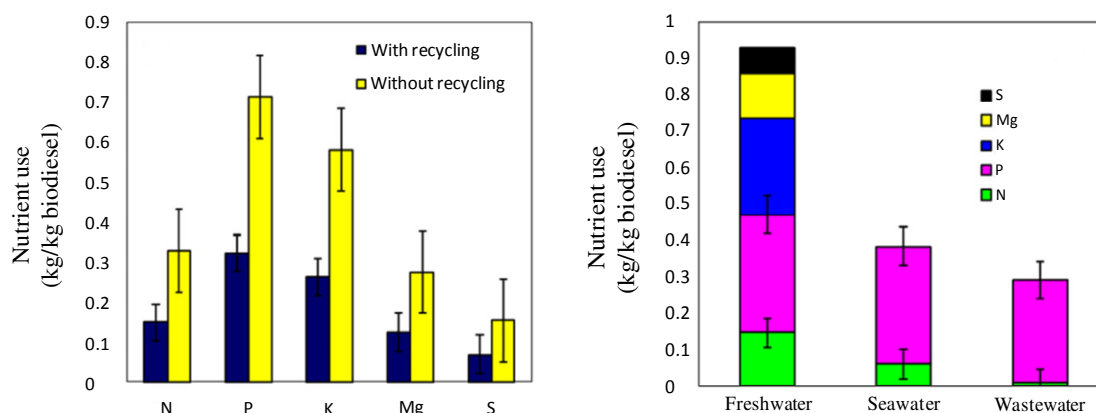 0.9
0.8
0.7
0.6
0.5
0.4
0.3
0.2
0.1
0
Nutrient use
(kg/kg biodiesel)
With recycling
Without recycling
N P K Mg S
1
0.9
0.8
0.7
0.6
0.5
0.4
0.3
0.2
0.1
0
Nutrient use
(kg/kg biodiesel)
S
Mg
K
P
N
Freshwater Seawater Wastewater